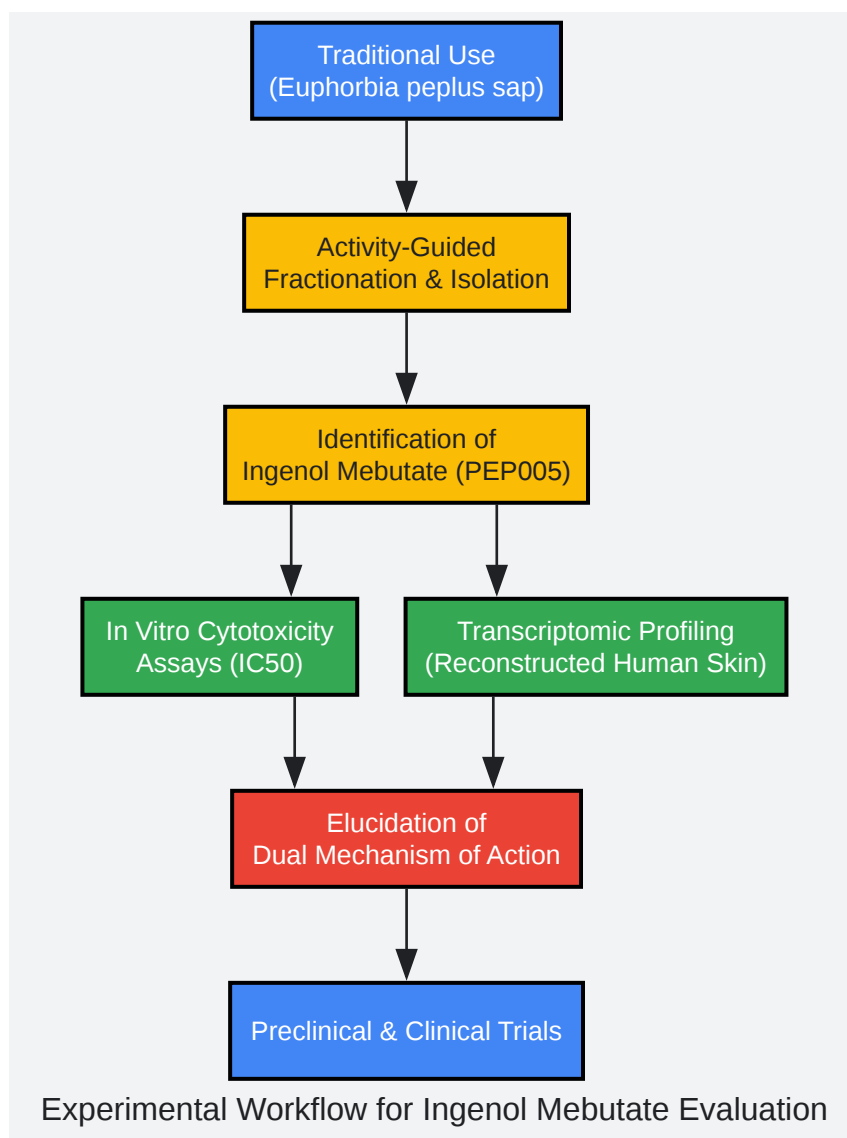 Traditional Use
(Euphorbia peplus sap)
Activity-Guided
Fractionation & Isolation
Identification of
Ingenol Mebutate (PEP005)
In Vitro Cytotoxicity
Assays (IC50)
Transcriptomic Profiling
(Reconstructed Human Skin)
Elucidation of
Dual Mechanism of Action
Preclinical & Clinical Trials
Experimental Workflow for Ingenol Mebutate Evaluation